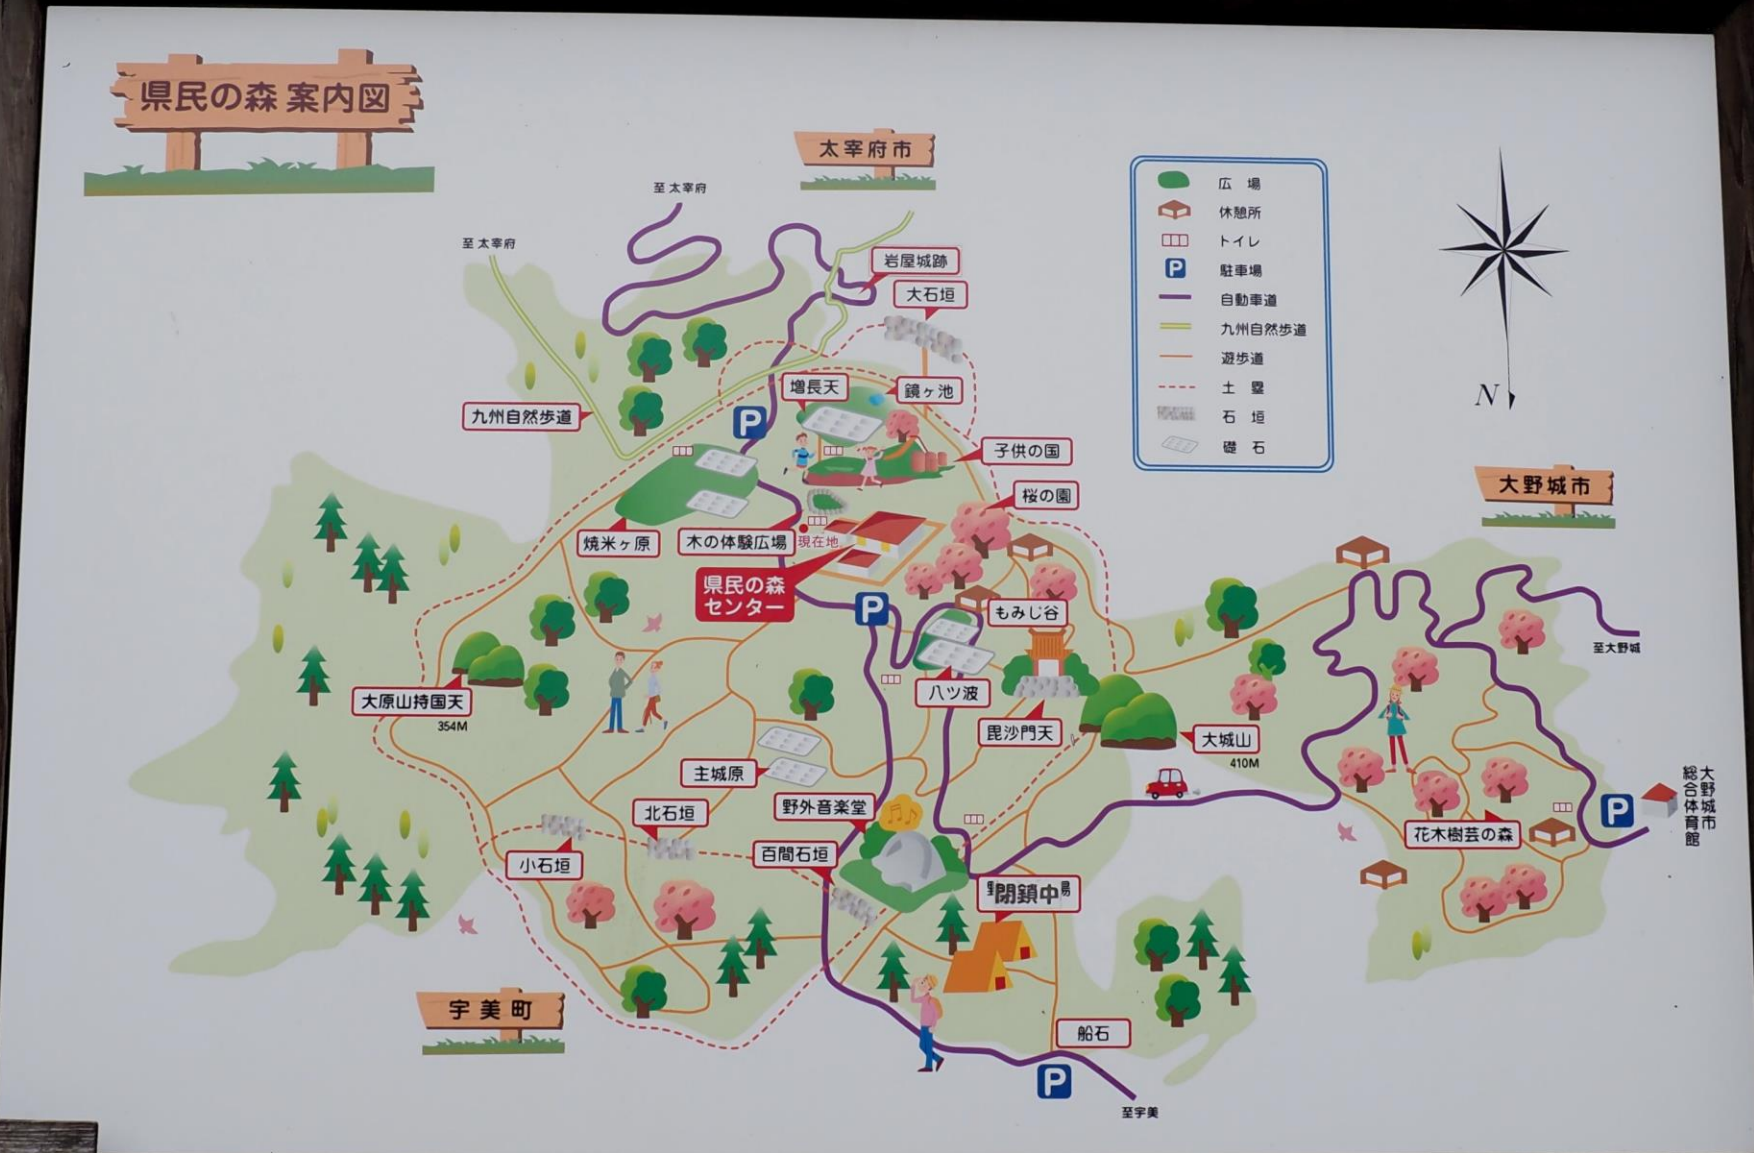 県民の森 案内図
太宰府市
至 太宰府
至 太宰府
岩屋城跡
大石垣
増長天
鏡ヶ池
九州自然歩道
P
子供の国
桜の園
焼米ヶ原
木の体験広場
現在地
県民の森
センター
P
もみじ谷
八ツ波
毘沙門天
大原山持国天
354M
大城山
410M
主城原
野外音楽堂
北石垣
百間石垣
小石垣
閉鎖中
宇美町
船石
P
至宇美
広 場
休憩所
トイレ
P
駐車場
自動車道
九州自然歩道
遊歩道
土 塁
石 垣
礎 石
N
大野城市
至大野城
花木樹芸の森
P
大野城市
総合体育館